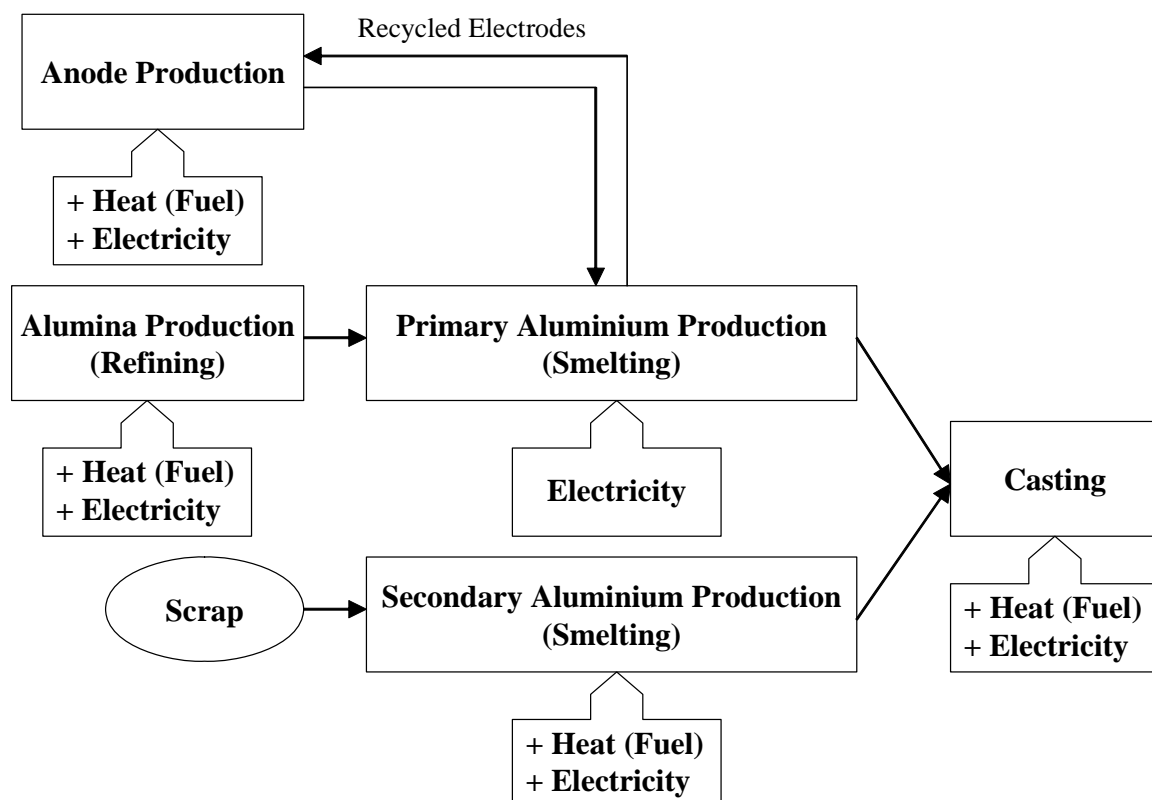 Recycled Electrodes
Anode Production
+ Heat (Fuel)
+ Electricity
Alumina Production
(Refining)
Primary Aluminium Production
(Smelting)
+ Heat (Fuel)
+ Electricity
Electricity
Casting
Scrap
Secondary Aluminium Production
(Smelting)
+ Heat (Fuel)
+ Electricity
+ Heat (Fuel)
+ Electricity